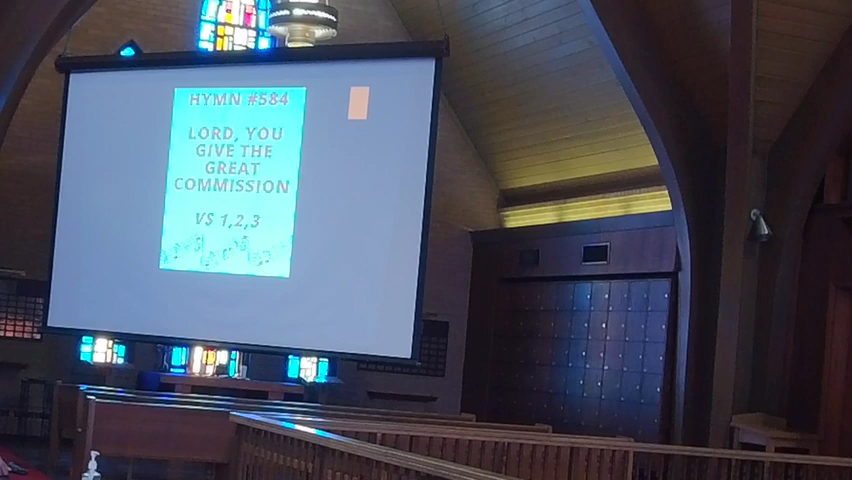 HYMN #584
LORD, YOU
GIVE THE
GREAT
COMMISSION
VS 1,2,3